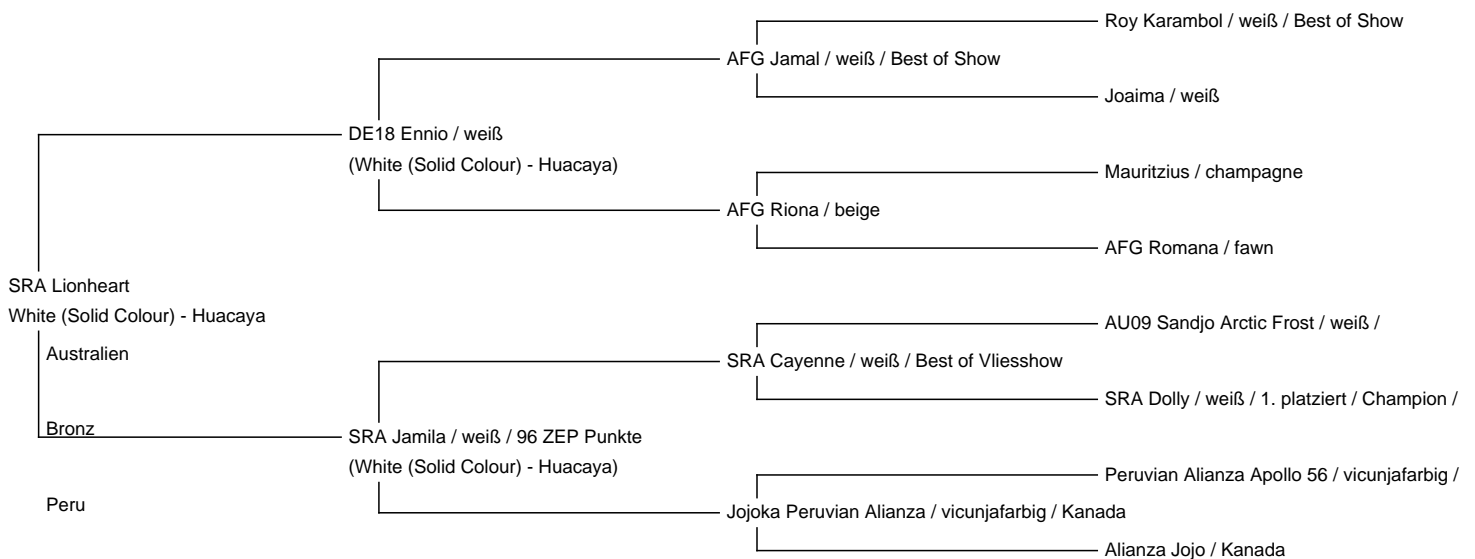 Roy Karambol / weiß / Best of Show
AFG Jamal / weiß / Best of Show
Joaima / weiß
DE18 Ennio / weiß
(White (Solid Colour) - Huacaya)
Mauritzius / champagne
AFG Riona / beige
AFG Romana / fawn
SRA Lionheart
White (Solid Colour) - Huacaya
AU09 Sandjo Arctic Frost / weiß /
Australien
SRA Cayenne / weiß / Best of Vliesshow
SRA Dolly / weiß / 1. platziert / Champion /
Bronz
SRA Jamila / weiß / 96 ZEP Punkte
(White (Solid Colour) - Huacaya)
Peruvian Alianza Apollo 56 / vicunjafarbig /
Peru
Jojoka Peruvian Alianza / vicunjafarbig / Kanada
Alianza Jojo / Kanada